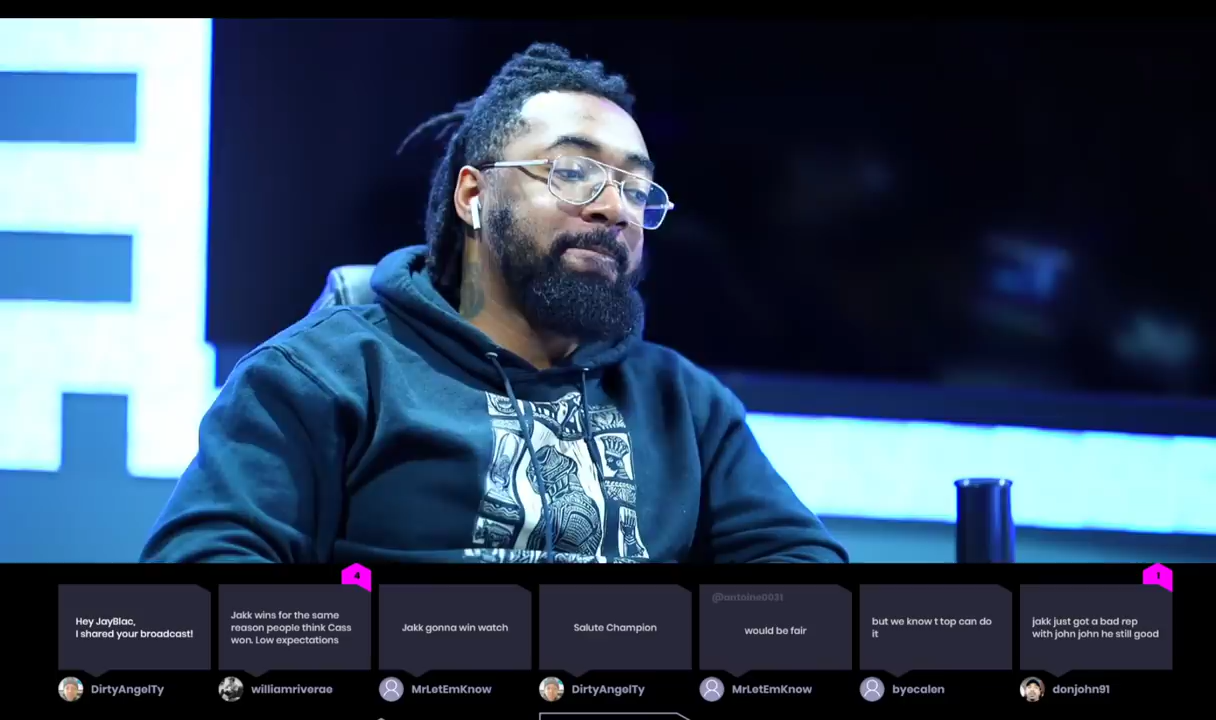 4
1
Hey JayBlac,
I shared your broadcast!
Jakk wins for the same
reason people think Cass
won. Low expectations
Jakk gonna win watch
Salute Champion
@antoine0031
would be fair
but we know t top can do
it
jakk just got a bad rep
with john john he still good
DirtyAngelTy
williamriverae
MrLetEmKnow
DirtyAngelTy
MrLetEmKnow
byecalen
donjohn91